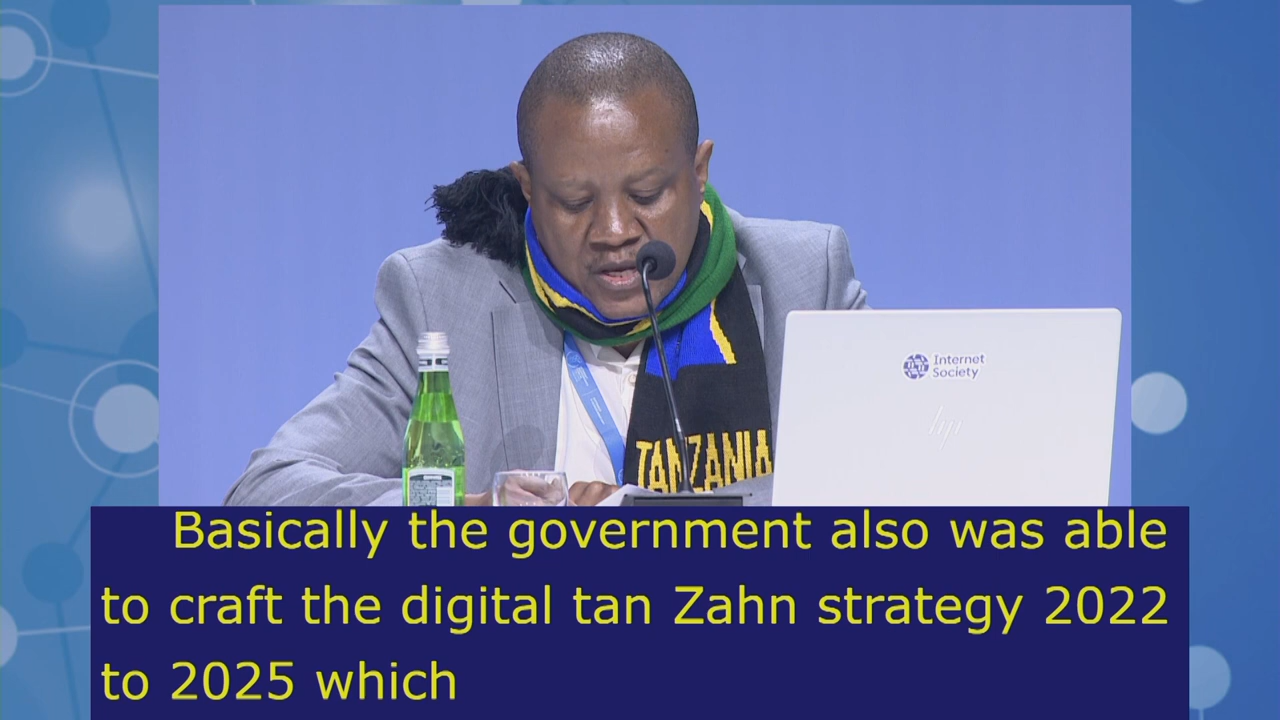 Internet
Society
hp
TANZANIA
Basically the government also was able
to craft the digital tan Zahn strategy 2022
to 2025 which